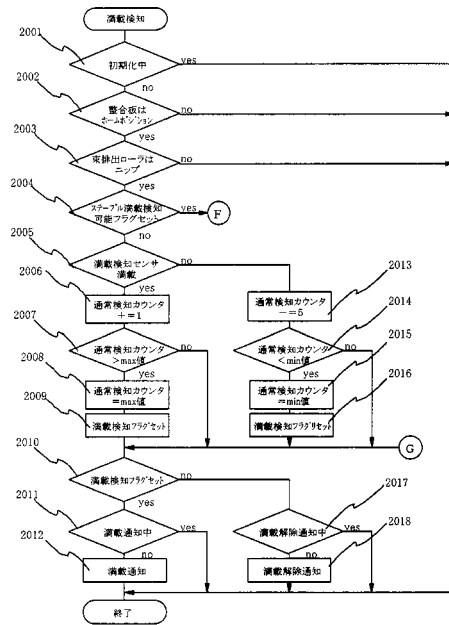 満載検知
2001
初期化中
yes
no
2002
整合板は
ホームポジション
no
yes
2003
束排出ローラは
ニップ
no
yes
2004
ステープル満載検知
可能フラグセット
yes
F
no
2005
満載検知センサ
満載
no
yes
2006
通常検知カウンタ
+=1
2013
通常検知カウンタ
-=5
2007
通常検知カウンタ
>max値
no
yes
2014
通常検知カウンタ
<min値
no
yes
2008
通常検知カウンタ
=max値
2015
通常検知カウンタ
=min値
2009
満載検知フラグセット
2016
満載検知フラグリセット
G
2010
満載検知フラグセット
no
yes
2011
満載通知中
yes
no
2017
満載解除通知中
yes
no
2012
満載通知
2018
満載解除通知
終了